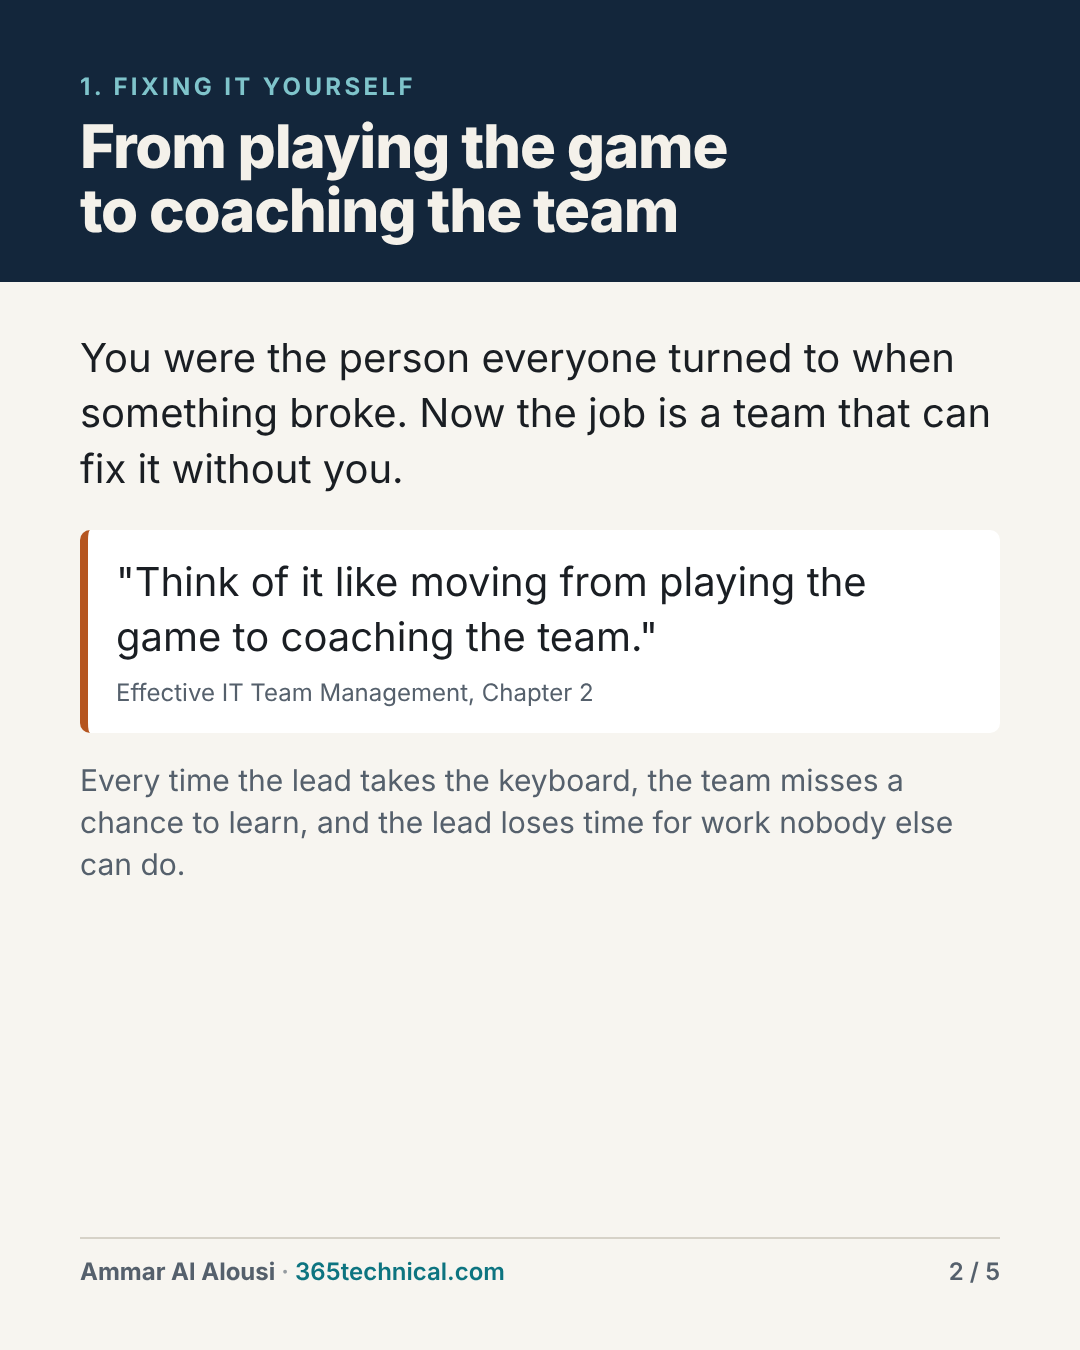 1. FIXING IT YOURSELF
From playing the game
to coaching the team
You were the person everyone turned to when
something broke. Now the job is a team that can
fix it without you.
"Think of it like moving from playing the
game to coaching the team."
Effective IT Team Management, Chapter 2
Every time the lead takes the keyboard, the team misses a
chance to learn, and the lead loses time for work nobody else
can do.
Ammar Al Alousi · 365technical.com
2 / 5